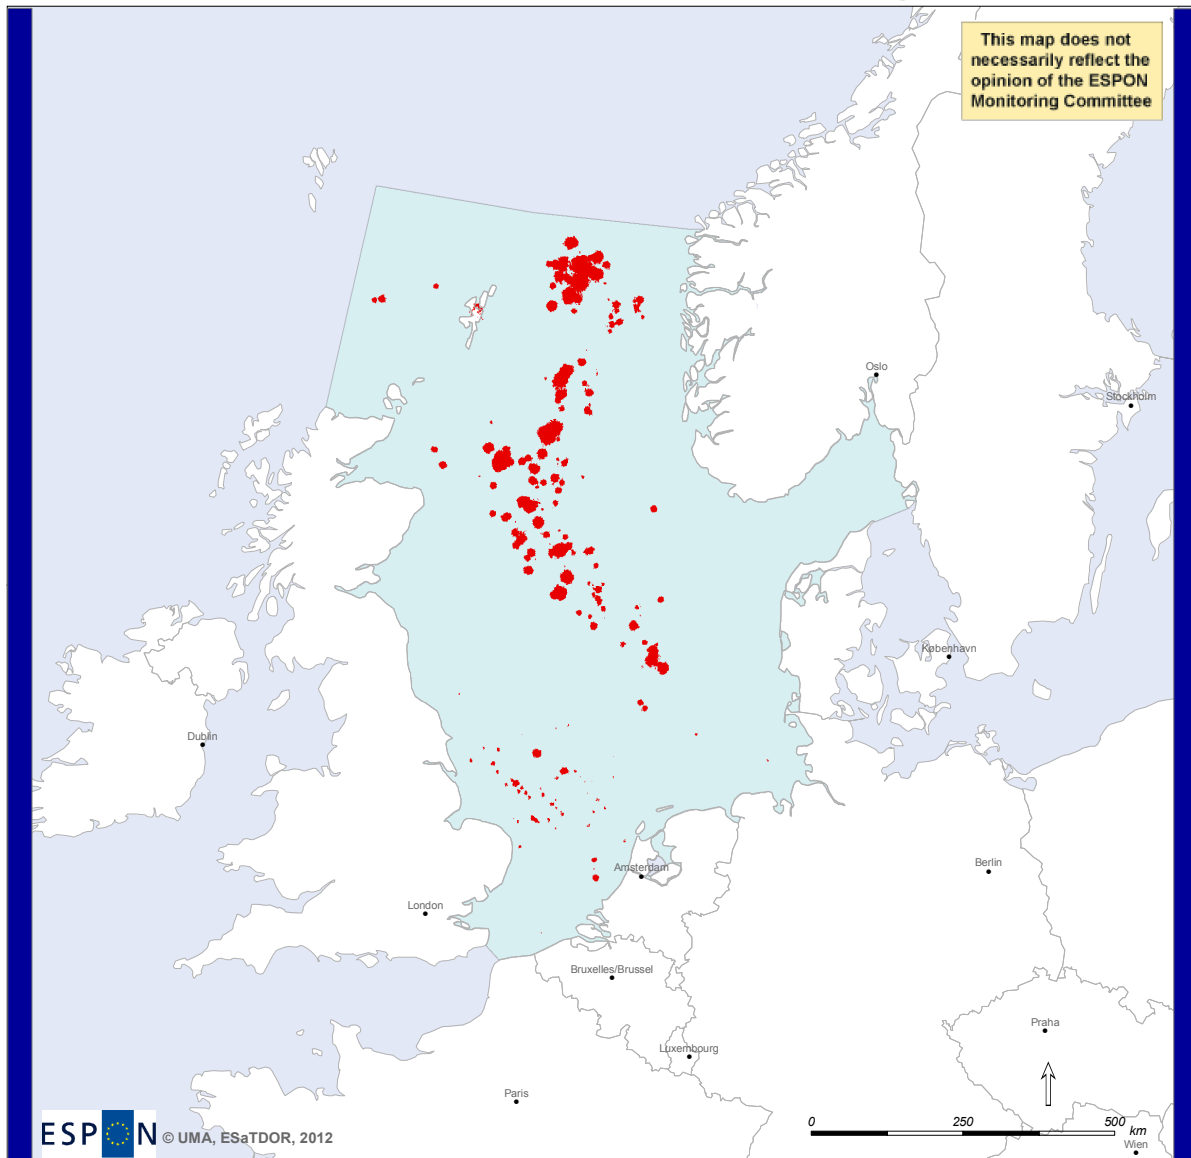 This map does not
necessarily reflect the
opinion of the ESPON
Monitoring Committee
Oslo
Stockholm
København
Dublin
Amsterdam
Berlin
London
Bruxelles/Brussel
Praha
Luxembourg
Paris
0 250 500 km
ESPON © UMA, ESaTDOR, 2012
Wien